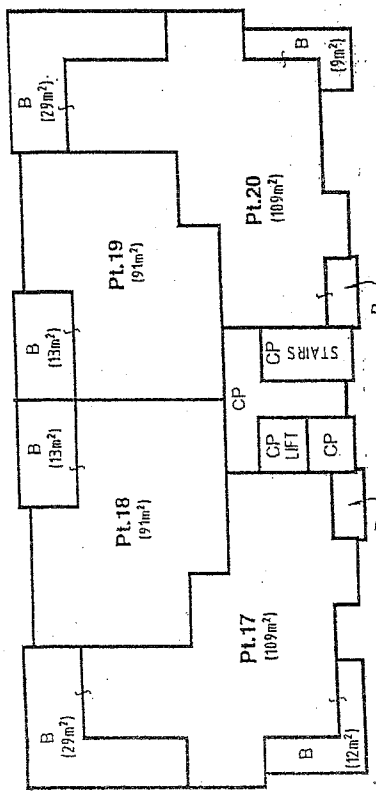 B
(29m²)
B
(13m²)
B
(13m²)
B
(29m²)
Pt.18
(91m²)
Pt.19
(91m²)
Pt.17
(109m²)
Pt.20
(109m²)
CP
CP
LIFT
CP
CP
STAIRS
B
(12m²)
B
(9m²)